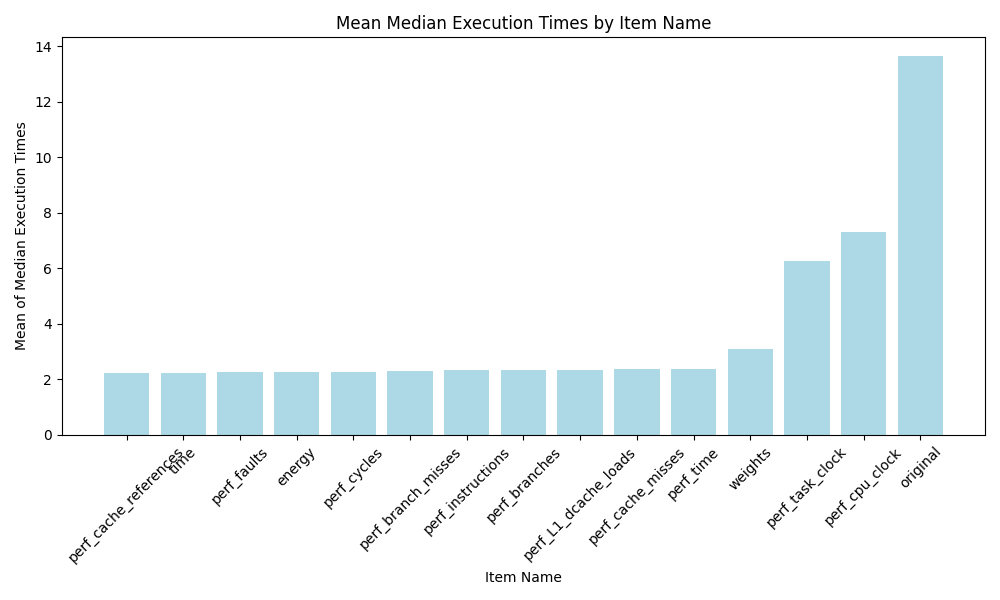 Mean Median Execution Times by Item Name
Mean of Median Execution Times
14
12
10
8
6
4
2
0
perf_cache_references
time
perf_faults
energy
perf_cycles
perf_branch_misses
perf_instructions
perf_branches
perf_L1_dcache_loads
perf_cache_misses
perf_time
weights
perf_task_clock
perf_cpu_clock
original
Item Name